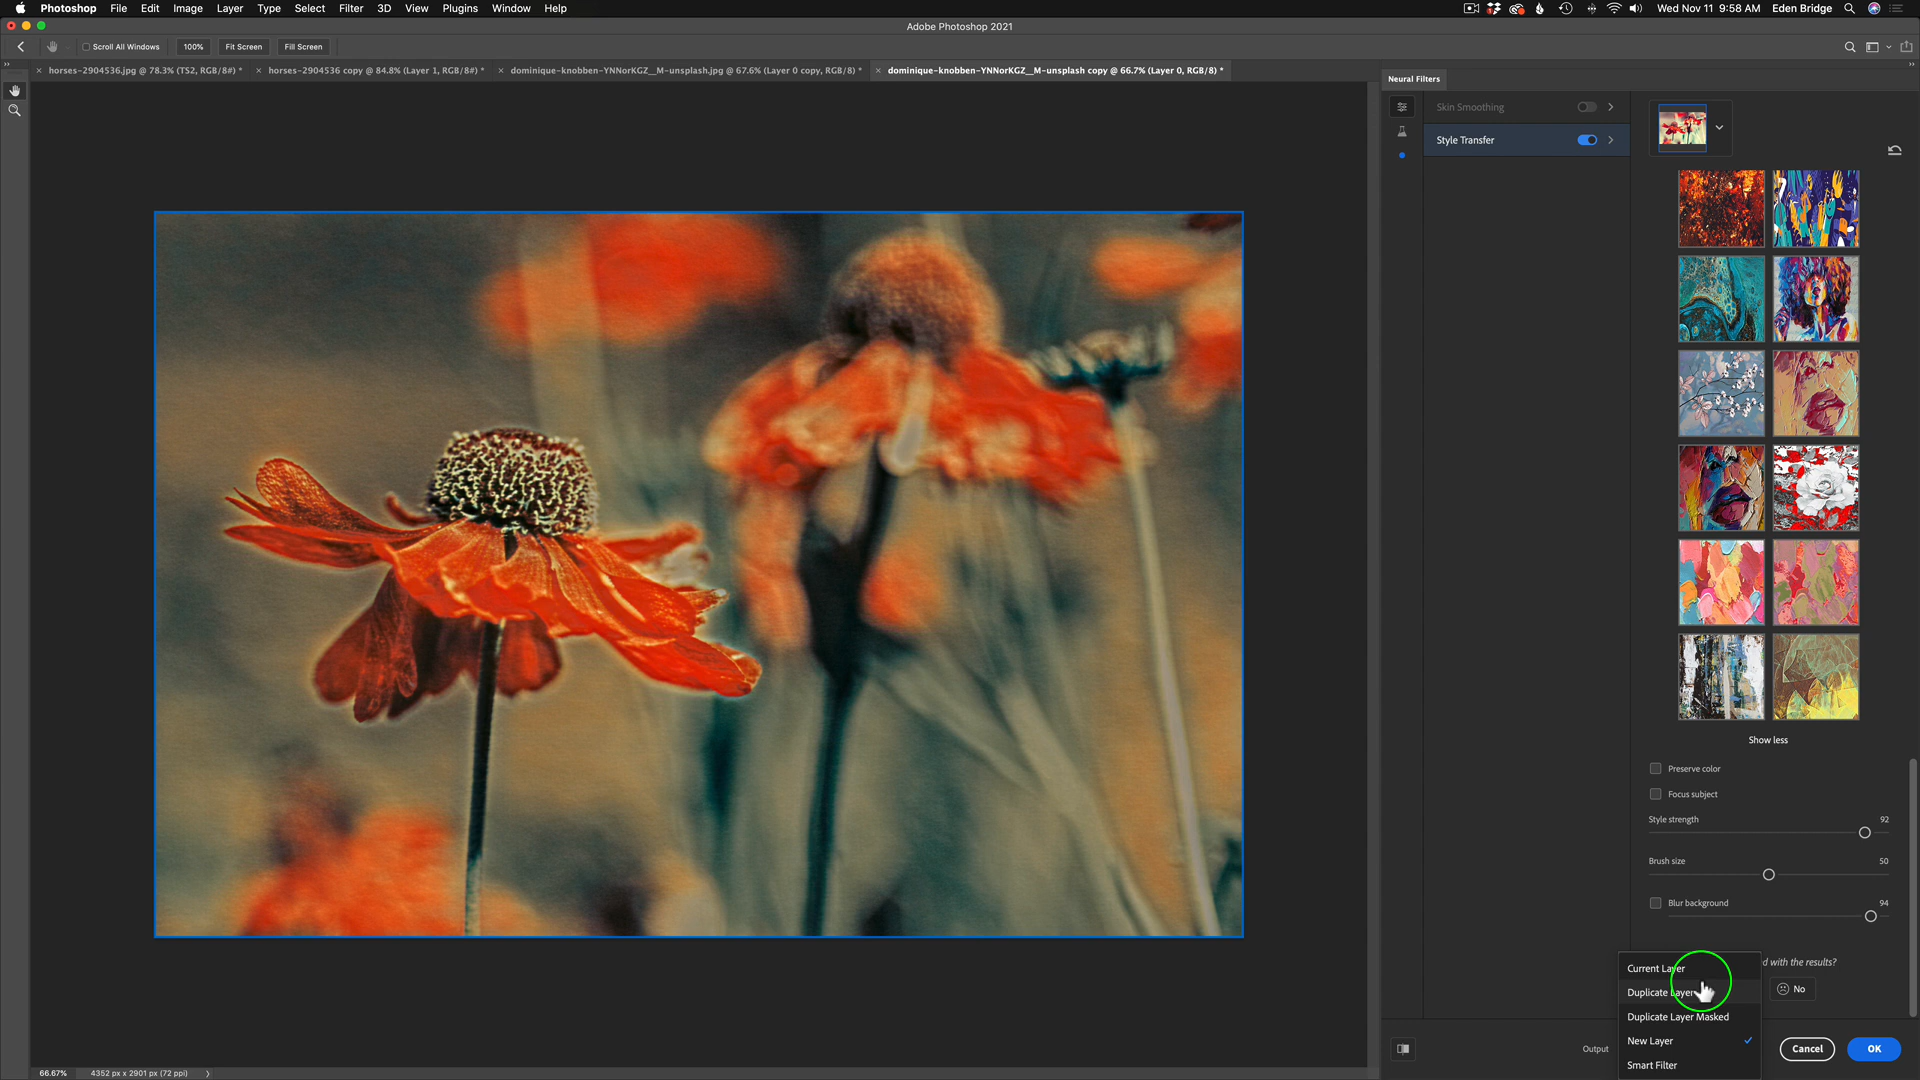 Photoshop File Edit Image Layer Type Select Filter 3D View Plugins Window Help
Wed Nov 11 9:58 AM Eden Bridge
Adobe Photoshop 2021
Scroll All Windows 100% Fit Screen Fill Screen
horses-2904536.jpg @ 78.3% (TS2, RGB/8#) *
horses-2904536 copy @ 84.8% (Layer 1, RGB/8#) *
dominique-knobben-YNNorKGZ__M-unsplash.jpg @ 67.6% (Layer 0 copy, RGB/8) *
dominique-knobben-YNNorKGZ__M-unsplash copy @ 66.7% (Layer 0, RGB/8) *
Neural Filters
Skin Smoothing
Style Transfer
Show less
Preserve color
Focus subject
Style strength 92
Brush size 50
Blur background 94
d with the results?
No
Current Layer
Duplicate Layer
Duplicate Layer Masked
New Layer
Smart Filter
Output
Cancel
OK
66.67% 4352 px x 2901 px (72 ppi)